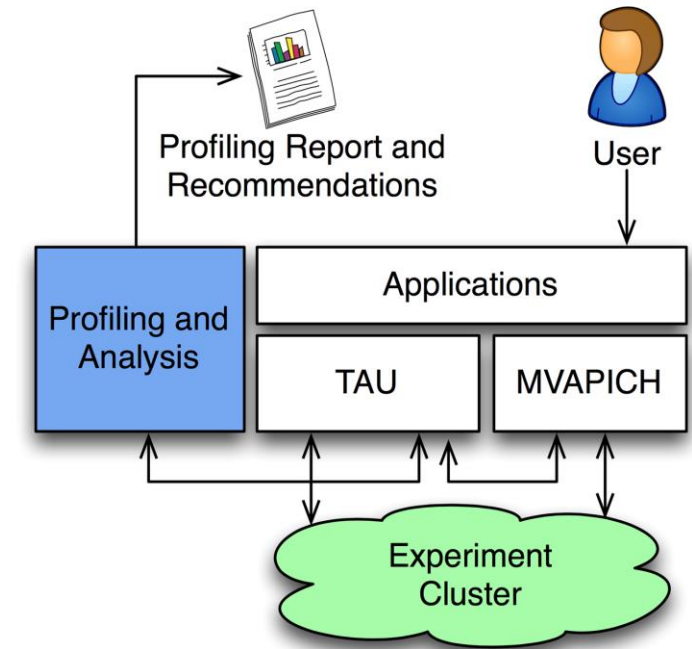 Profiling Report and
Recommendations
User
Profiling and
Analysis
Applications
TAU
MVAPICH
Experiment
Cluster